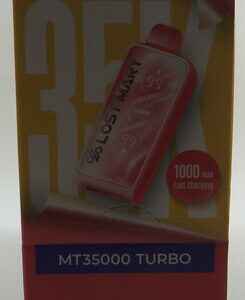 35K
LOST MARY
1000 mAh
Fast charging
MT35000 TURBO